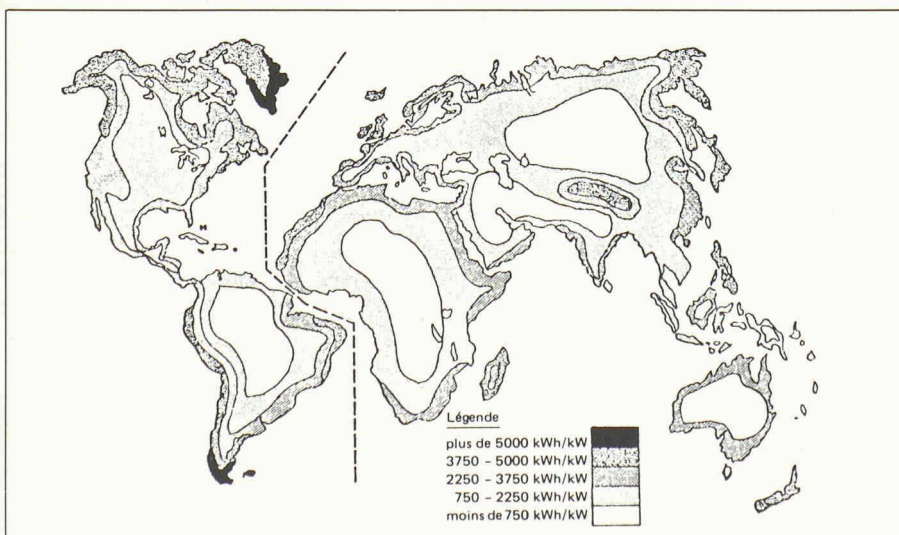 Légende
plus de 5000 kWh/kW
3750 – 5000 kWh/kW
2250 – 3750 kWh/kW
750 – 2250 kWh/kW
moins de 750 kWh/kW